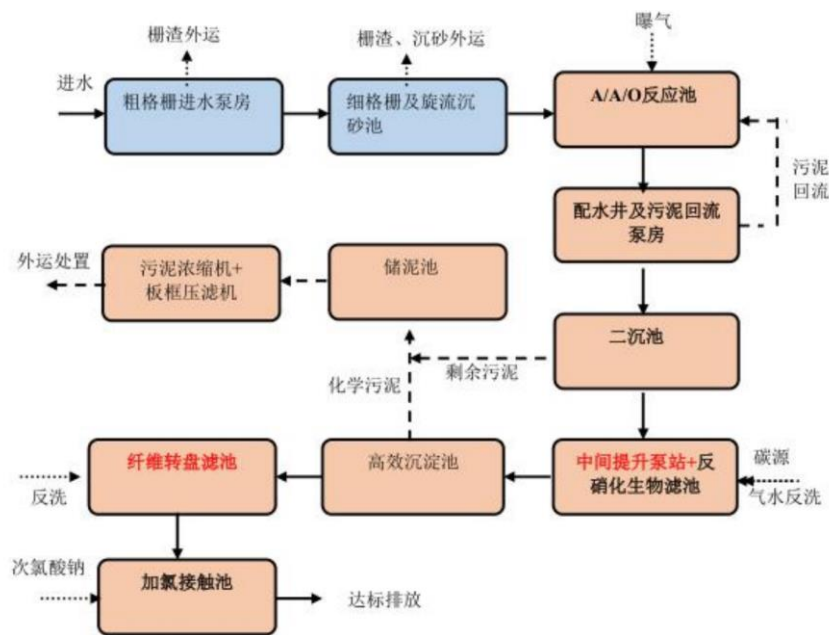 栅渣外运
栅渣、沉砂外运
曝气
进水
粗格栅进水泵房
细格栅及旋流沉
砂池
A/A/O反应池
污泥
回流
配水井及污泥回流
泵房
外运处置
污泥浓缩机+
板框压滤机
储泥池
二沉池
化学污泥
剩余污泥
纤维转盘滤池
高效沉淀池
中间提升泵站+反
硝化生物滤池
碳源
气水反洗
反洗
次氯酸钠
加氯接触池
达标排放